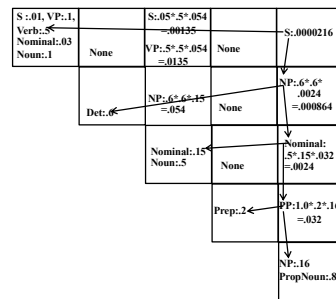 S :.01, VP:.1,
Verb:.5
Nominal:.03
Noun:.1
None
S:.05*.5*.054
=.00135
VP:.5*.5*.054
=.0135
None
S:.0000216
Det:.6
NP:.6*.6*.15
=.054
None
NP:.6*.6*
.0024
=.000864
Nominal:.15
Noun:.5
None
Nominal:
.5*.15*.032
=.0024
Prep:.2
PP:1.0*.2*.16
=.032
NP:.16
PropNoun:.8